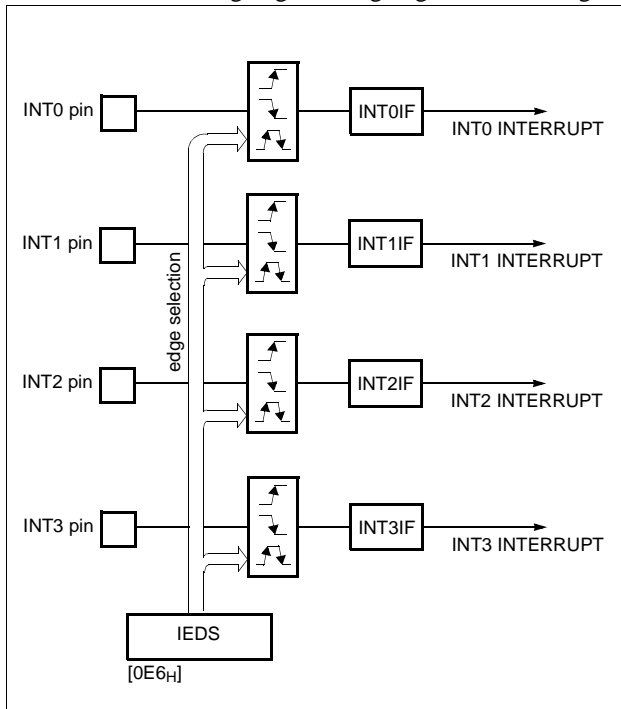 INT0 pin
INT0IF
INT0 INTERRUPT
INT1 pin
INT1IF
INT1 INTERRUPT
edge selection
INT2 pin
INT2IF
INT2 INTERRUPT
INT3 pin
INT3IF
INT3 INTERRUPT
IEDS
[0E6H]